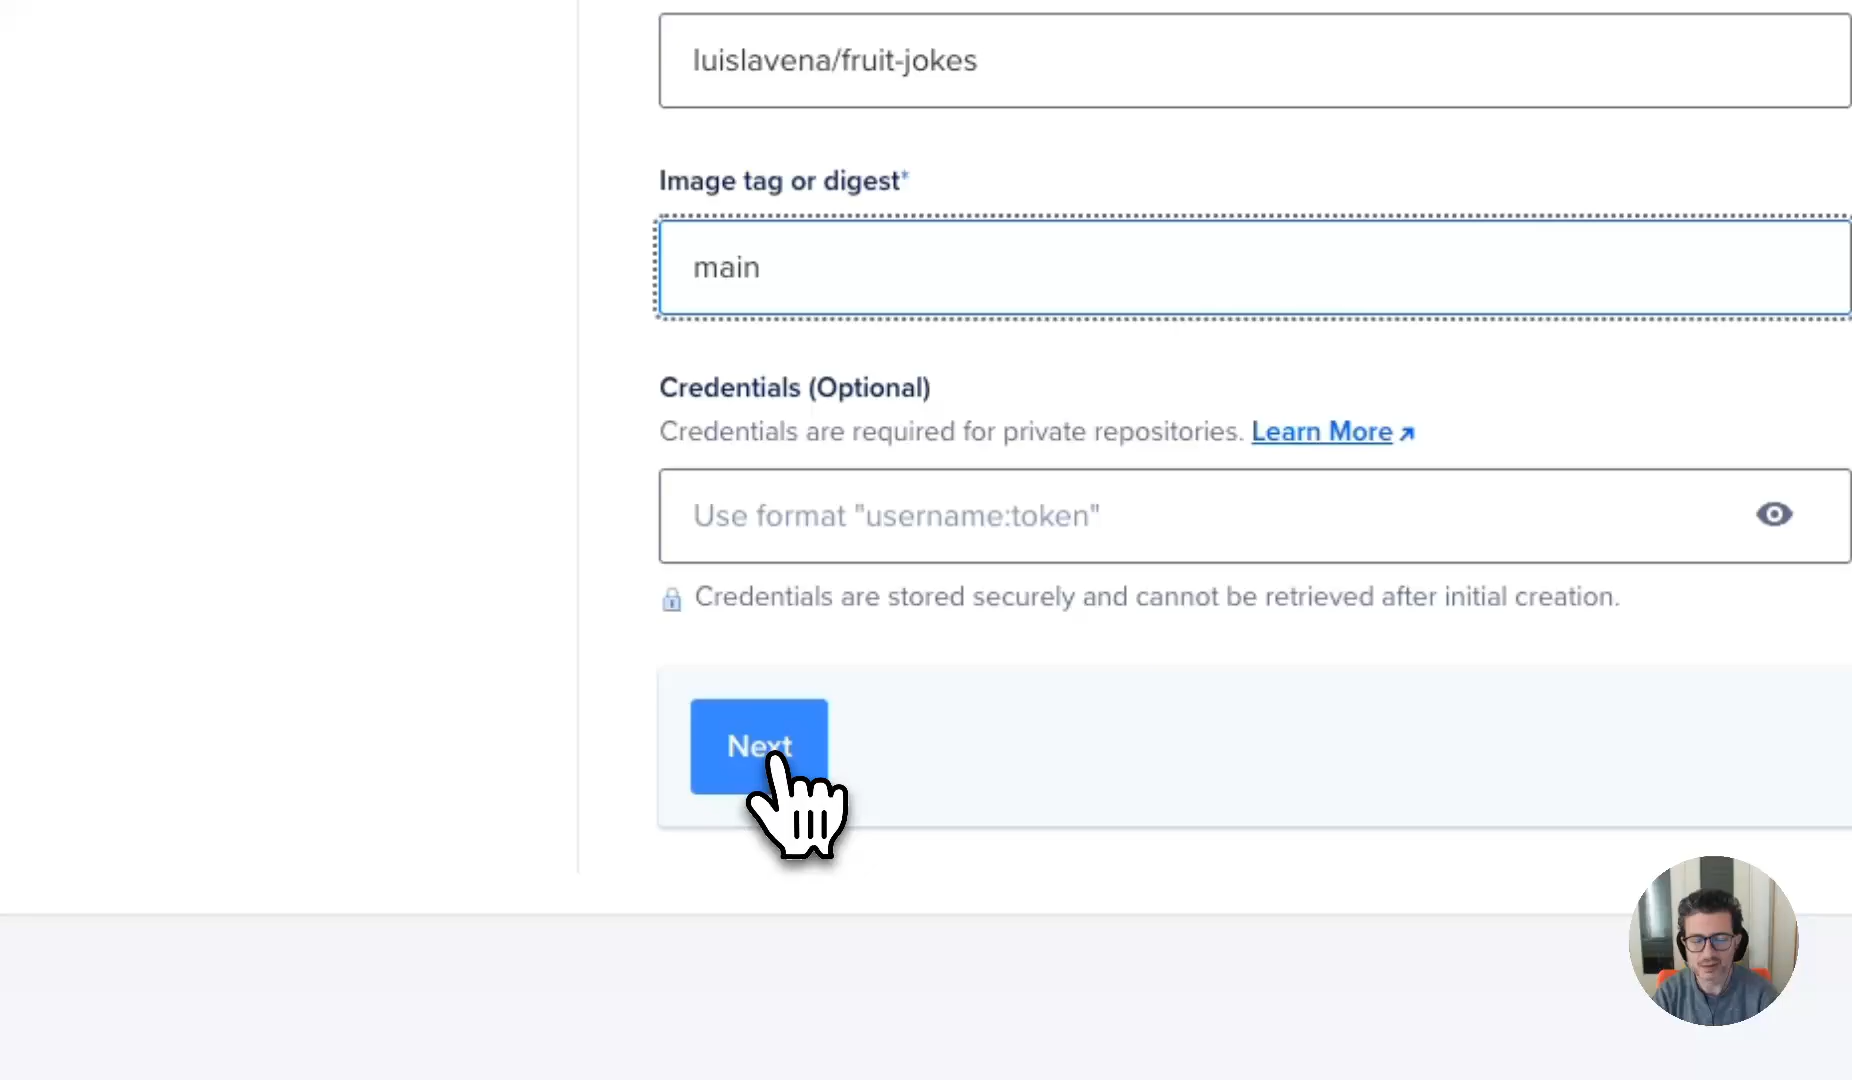 luislavena/fruit-jokes
Image tag or digest*
main
Credentials (Optional)
Credentials are required for private repositories. Learn More
Use format "username:token"
Credentials are stored securely and cannot be retrieved after initial creation.
Next